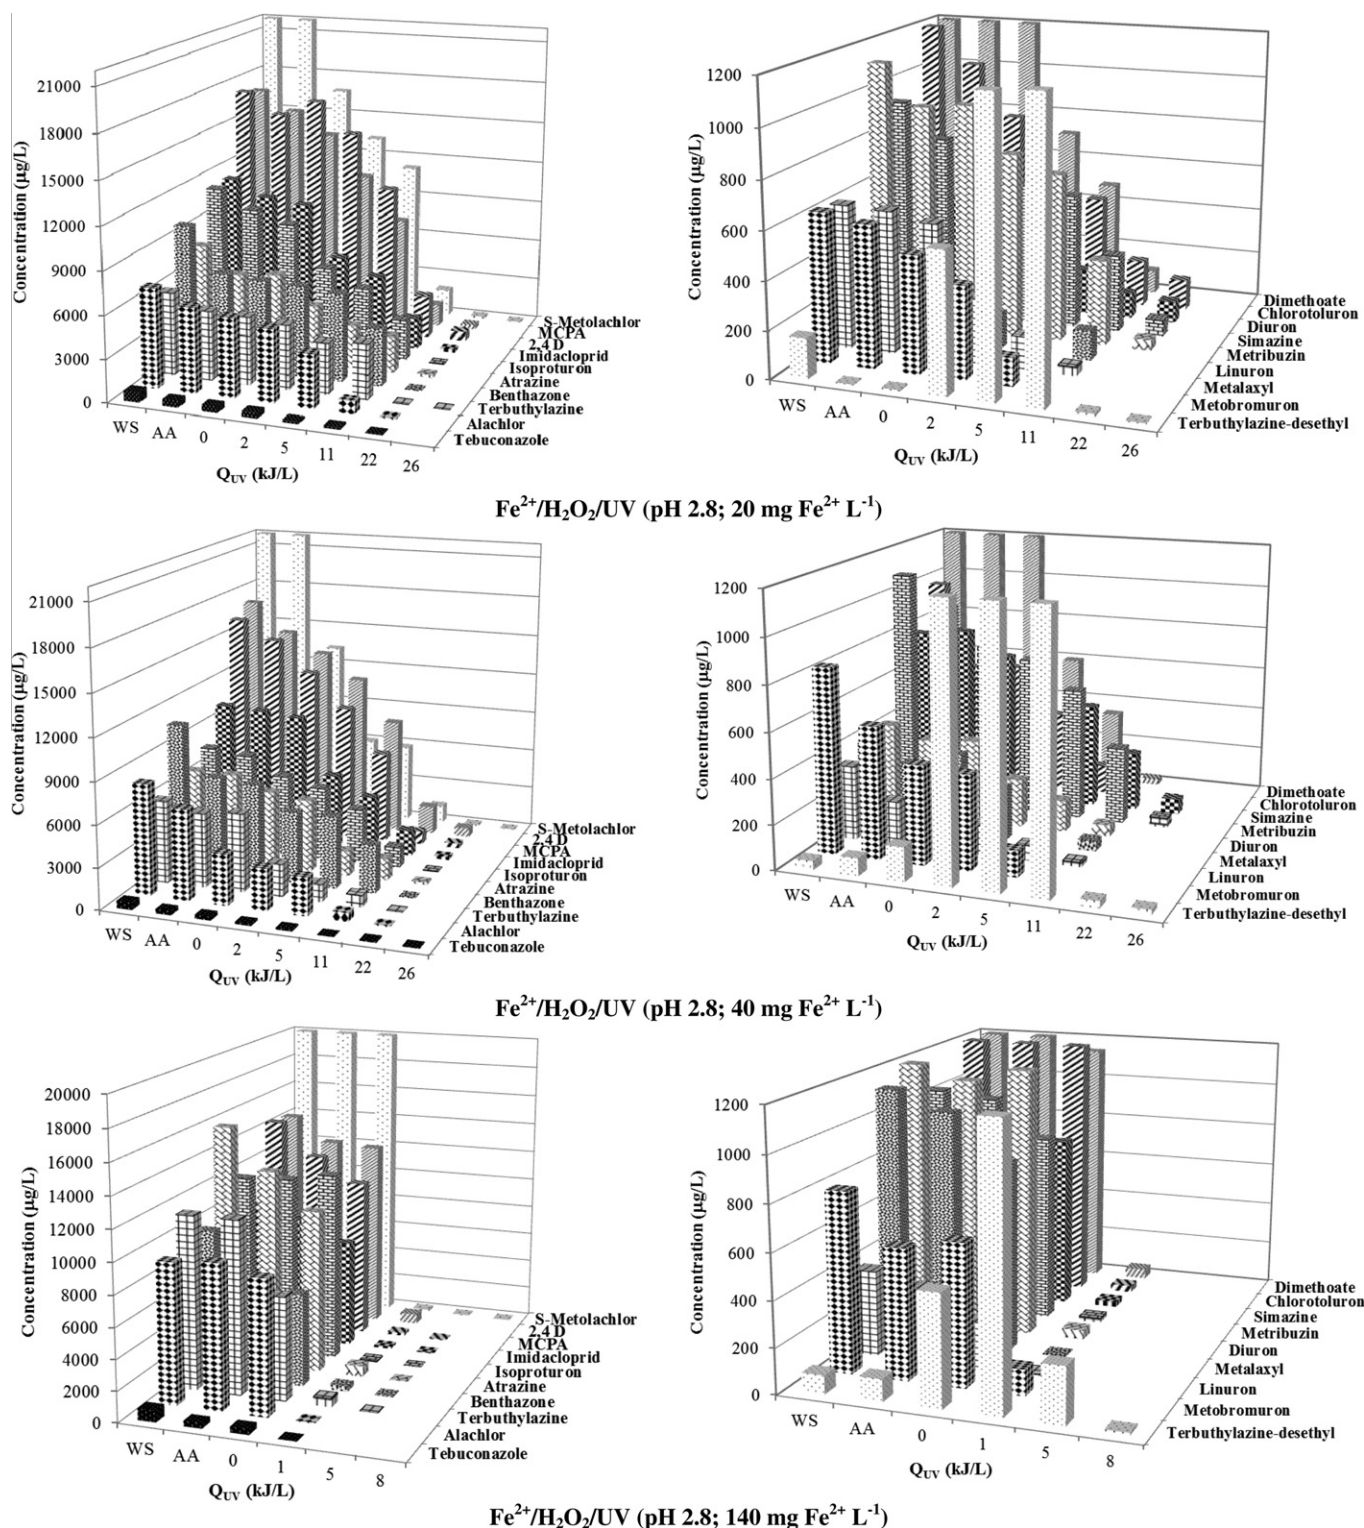 21000
18000
15000
12000
9000
6000
3000
0
Concentration (µg/L)
WS
AA
0
2
5
11
22
26
Q_UV (kJ/L)
S-Metolachlor
MCPA
2,4 D
Imidacloprid
Isoproturon
Atrazine
Benthazone
Terbuthylazine
Alachlor
Tebuconazole
1200
1000
800
600
400
200
0
Concentration (µg/L)
WS
AA
0
2
5
11
22
26
Q_UV (kJ/L)
Dimethoate
Chlorotoluron
Diuron
Simazine
Metribuzin
Linuron
Metalaxyl
Metobromuron
Terbuthylazine-desethyl
Fe²⁺/H₂O₂/UV (pH 2.8; 20 mg Fe²⁺ L⁻¹)
21000
18000
15000
12000
9000
6000
3000
0
Concentration (µg/L)
WS
AA
0
2
5
11
22
26
Q_UV (kJ/L)
S-Metolachlor
2,4 D
MCPA
Imidacloprid
Isoproturon
Atrazine
Benthazone
Terbuthylazine
Alachlor
Tebuconazole
1200
1000
800
600
400
200
0
Concentration (µg/L)
WS
AA
0
2
5
11
22
26
Q_UV (kJ/L)
Dimethoate
Chlorotoluron
Simazine
Metribuzin
Diuron
Metalaxyl
Linuron
Metobromuron
Terbuthylazine-desethyl
Fe²⁺/H₂O₂/UV (pH 2.8; 40 mg Fe²⁺ L⁻¹)
20000
18000
16000
14000
12000
10000
8000
6000
4000
2000
0
Concentration (µg/L)
WS
AA
0
1
5
8
Q_UV (kJ/L)
S-Metolachlor
2,4 D
MCPA
Imidacloprid
Isoproturon
Atrazine
Benthazone
Terbuthylazine
Alachlor
Tebuconazole
1200
1000
800
600
400
200
0
Concentration (µg/L)
WS
AA
0
1
5
8
Q_UV (kJ/L)
Dimethoate
Chlorotoluron
Simazine
Metribuzin
Diuron
Metalaxyl
Linuron
Metobromuron
Terbuthylazine-desethyl
Fe²⁺/H₂O₂/UV (pH 2.8; 140 mg Fe²⁺ L⁻¹)